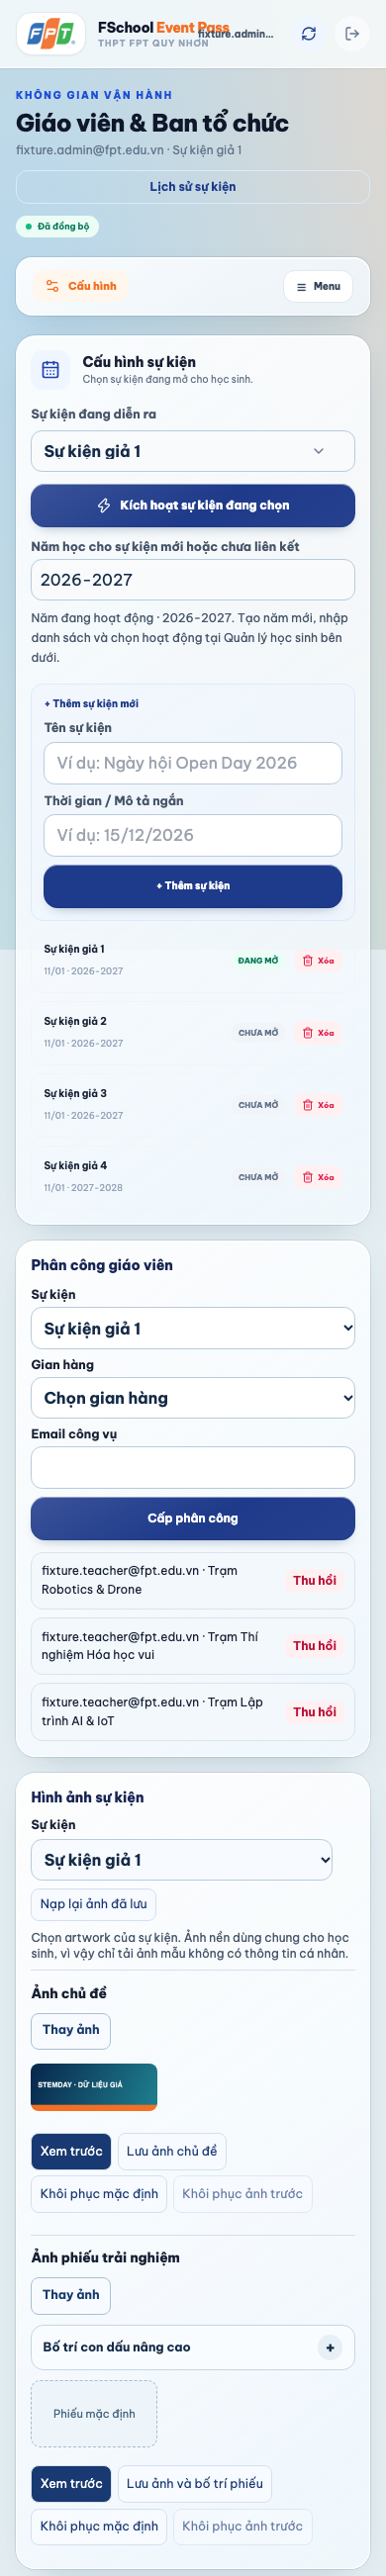 FPT
FSchool Event Pass
THPT FPT QUY NHƠN
fixture.admin...
KHÔNG GIAN VẬN HÀNH
Giáo viên & Ban tổ chức
fixture.admin@fpt.edu.vn · Sự kiện giả 1
Lịch sử sự kiện
Đã đồng bộ
Cấu hình
Menu
Cấu hình sự kiện
Chọn sự kiện đang mở cho học sinh.
Sự kiện đang diễn ra
Sự kiện giả 1
Kích hoạt sự kiện đang chọn
Năm học cho sự kiện mới hoặc chưa liên kết
2026-2027
Năm đang hoạt động · 2026-2027. Tạo năm mới, nhập
danh sách và chọn hoạt động tại Quản lý học sinh bên
dưới.
+ Thêm sự kiện mới
Tên sự kiện
Ví dụ: Ngày hội Open Day 2026
Thời gian / Mô tả ngắn
Ví dụ: 15/12/2026
+ Thêm sự kiện
Sự kiện giả 1
11/01 · 2026-2027
ĐANG MỞ
Xóa
Sự kiện giả 2
11/01 · 2026-2027
CHƯA MỞ
Xóa
Sự kiện giả 3
11/01 · 2026-2027
CHƯA MỞ
Xóa
Sự kiện giả 4
11/01 · 2027-2028
CHƯA MỞ
Xóa
Phân công giáo viên
Sự kiện
Sự kiện giả 1
Gian hàng
Chọn gian hàng
Email công vụ
Cấp phân công
fixture.teacher@fpt.edu.vn · Trạm
Robotics & Drone
Thu hồi
fixture.teacher@fpt.edu.vn · Trạm Thí
nghiệm Hóa học vui
Thu hồi
fixture.teacher@fpt.edu.vn · Trạm Lập
trình AI & IoT
Thu hồi
Hình ảnh sự kiện
Sự kiện
Sự kiện giả 1
Nạp lại ảnh đã lưu
Chọn artwork của sự kiện. Ảnh nền dùng chung cho học
sinh, vì vậy chỉ tải ảnh mẫu không có thông tin cá nhân.
Ảnh chủ đề
Thay ảnh
STEMDAY · DỮ LIỆU GIẢ
Xem trước
Lưu ảnh chủ đề
Khôi phục mặc định
Khôi phục ảnh trước
Ảnh phiếu trải nghiệm
Thay ảnh
Bố trí con dấu nâng cao
+
Phiếu mặc định
Xem trước
Lưu ảnh và bố trí phiếu
Khôi phục mặc định
Khôi phục ảnh trước